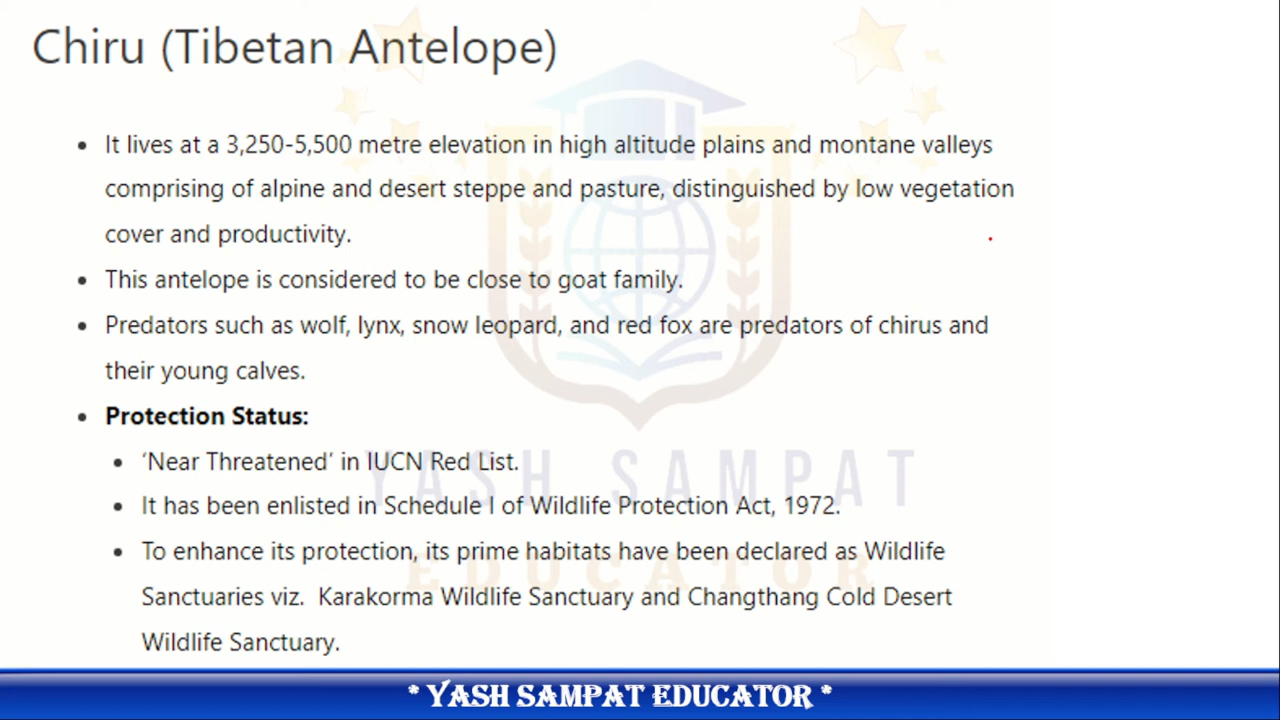 Chiru (Tibetan Antelope)
• It lives at a 3,250-5,500 metre elevation in high altitude plains and montane valleys
comprising of alpine and desert steppe and pasture, distinguished by low vegetation
cover and productivity.
• This antelope is considered to be close to goat family.
• Predators such as wolf, lynx, snow leopard, and red fox are predators of chirus and
their young calves.
• Protection Status:
• ‘Near Threatened’ in IUCN Red List.
YASH SAMPAT
• It has been enlisted in Schedule I of Wildlife Protection Act, 1972.
• To enhance its protection, its prime habitats have been declared as Wildlife
EDUCATOR
Sanctuaries viz. Karakorma Wildlife Sanctuary and Changthang Cold Desert
Wildlife Sanctuary.
* YASH SAMPAT EDUCATOR *